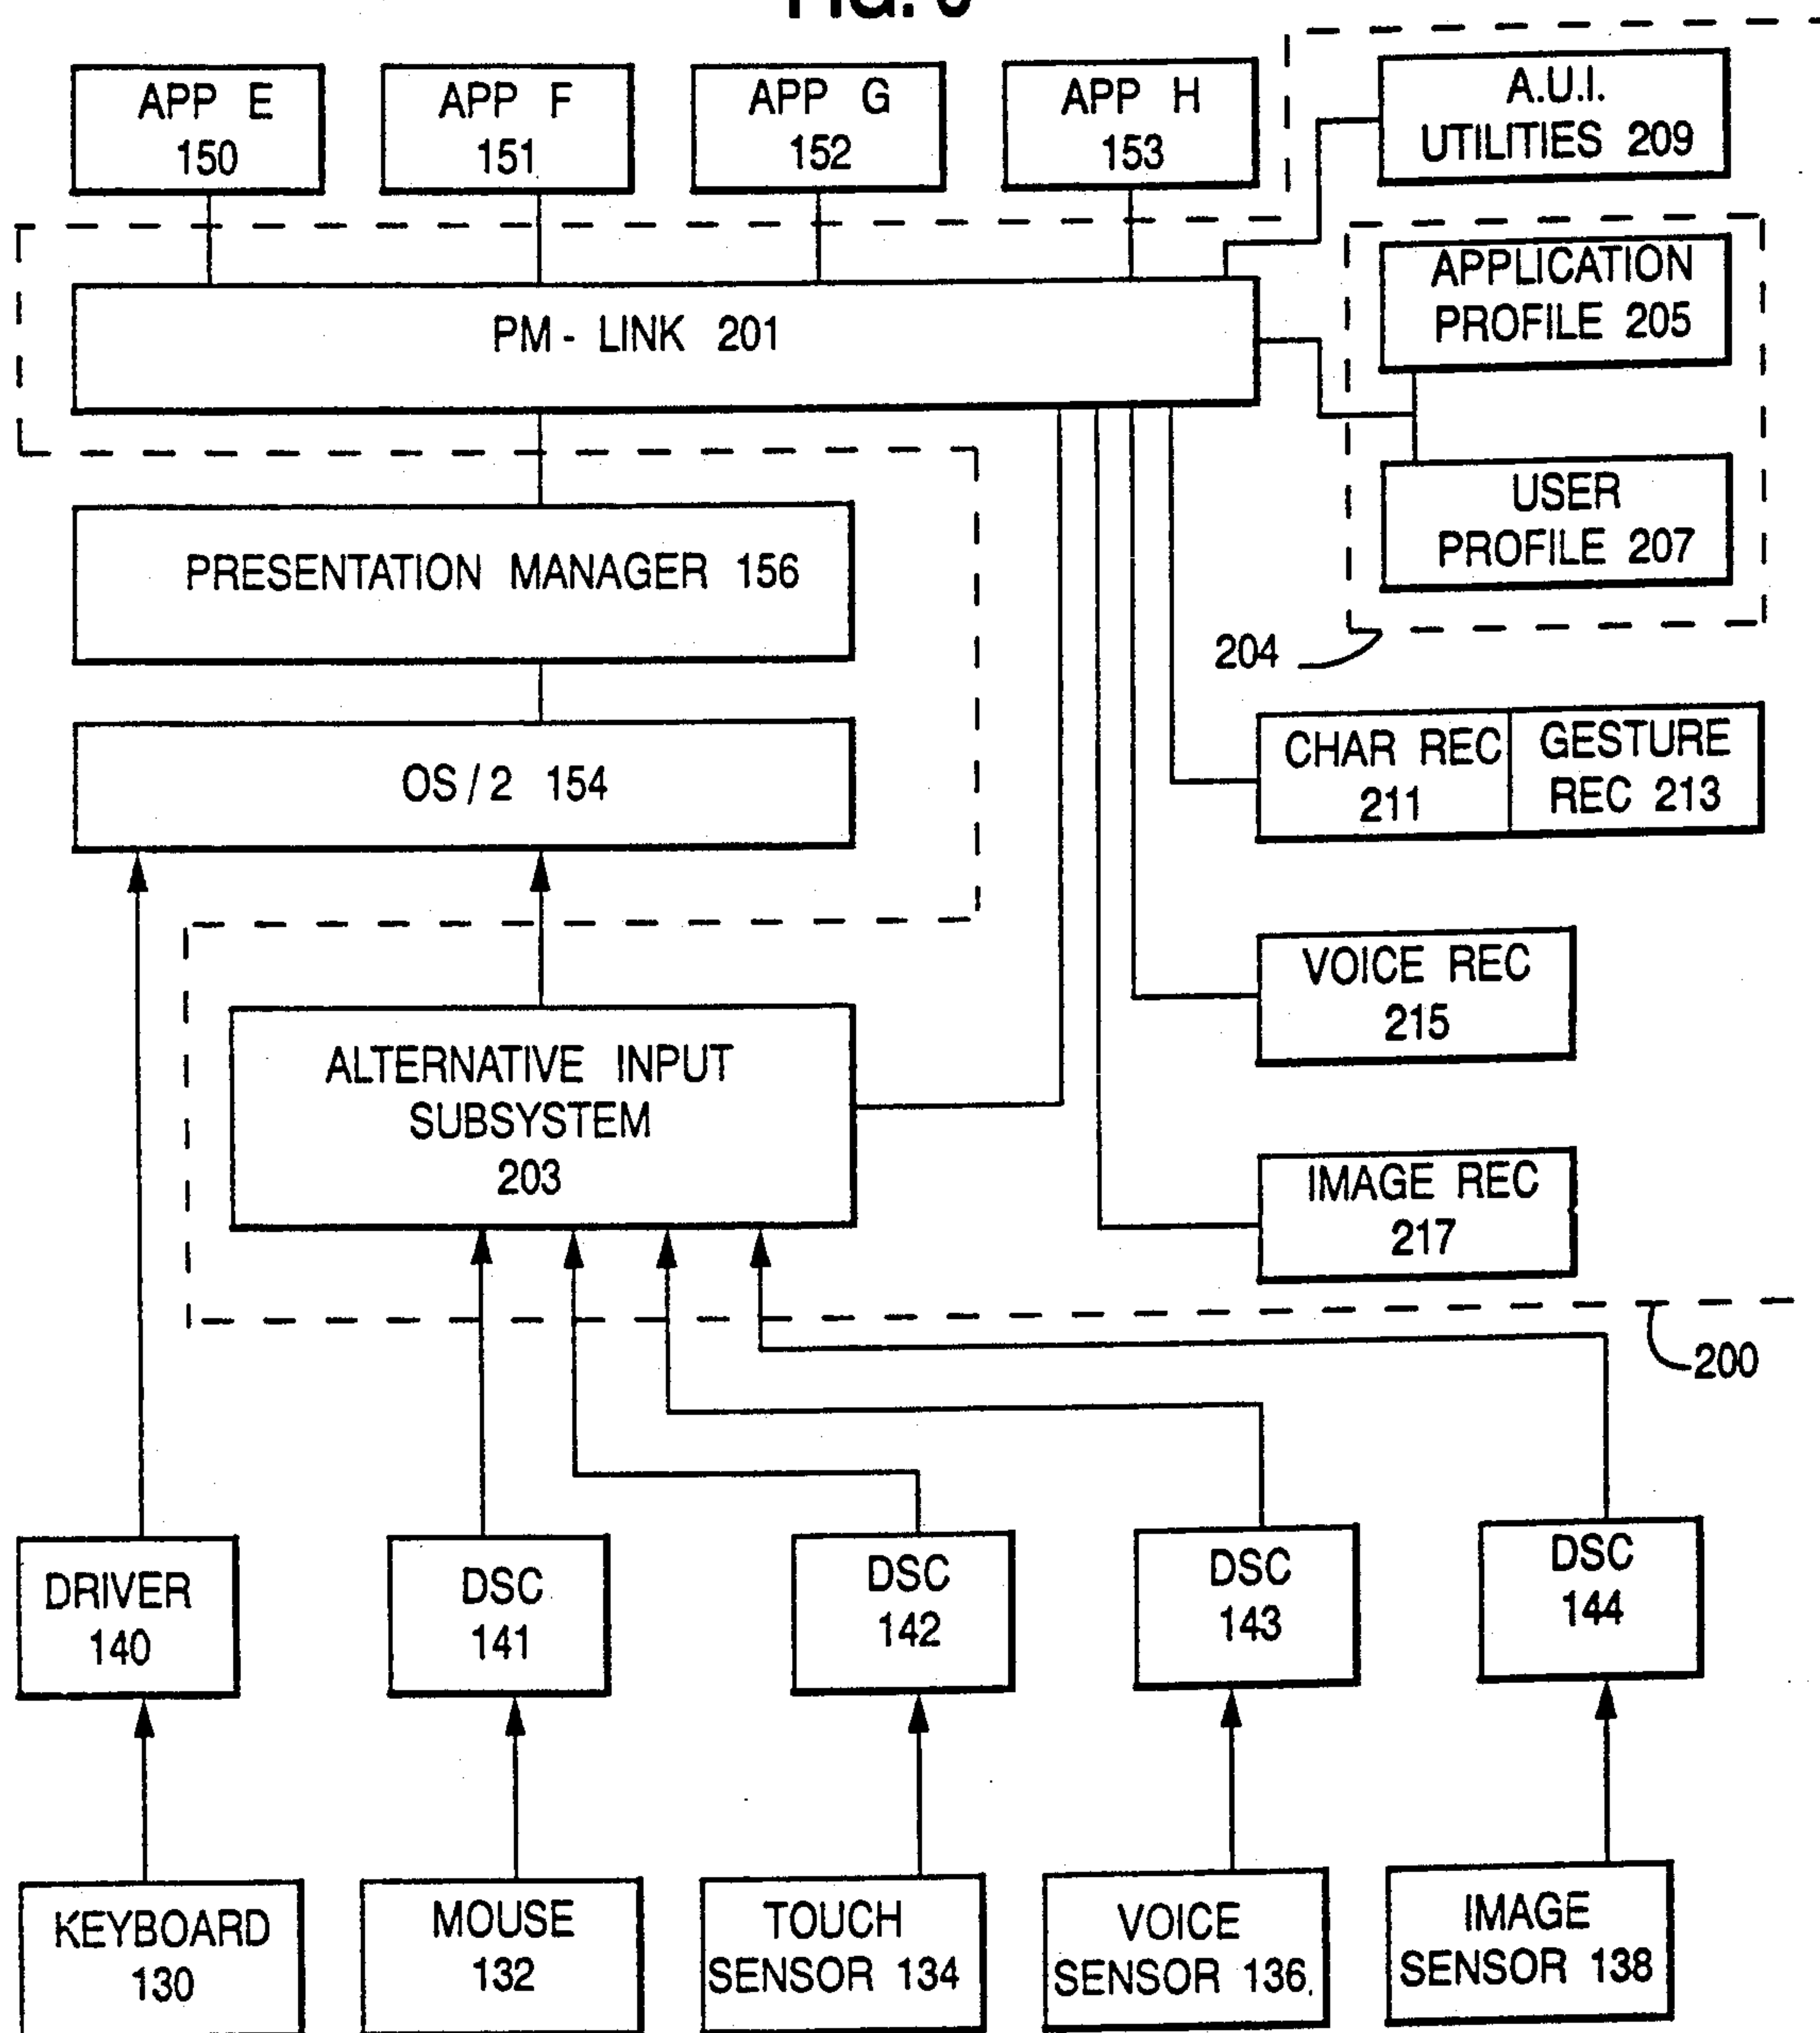 APP E
150
APP F
151
APP G
152
APP H
153
A.U.I.
UTILITIES 209
PM - LINK 201
APPLICATION
PROFILE 205
USER
PROFILE 207
204
PRESENTATION MANAGER 156
OS/2 154
CHAR REC
211
GESTURE
REC 213
VOICE REC
215
ALTERNATIVE INPUT
SUBSYSTEM
203
IMAGE REC
217
200
DRIVER
140
DSC
141
DSC
142
DSC
143
DSC
144
KEYBOARD
130
MOUSE
132
TOUCH
SENSOR 134
VOICE
SENSOR 136
IMAGE
SENSOR 138